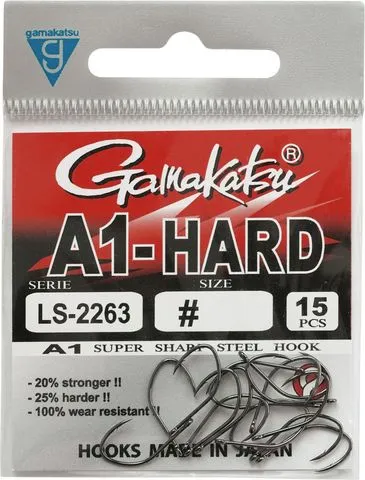 gamakatsu
g
Gamakatsu®
A1-HARD
SERIE SIZE
LS-2263 # 15 PCS
A1 SUPER SHARP STEEL HOOK
- 20% stronger !!
- 25% harder !!
- 100% wear resistant !!
HOOKS MADE IN JAPAN